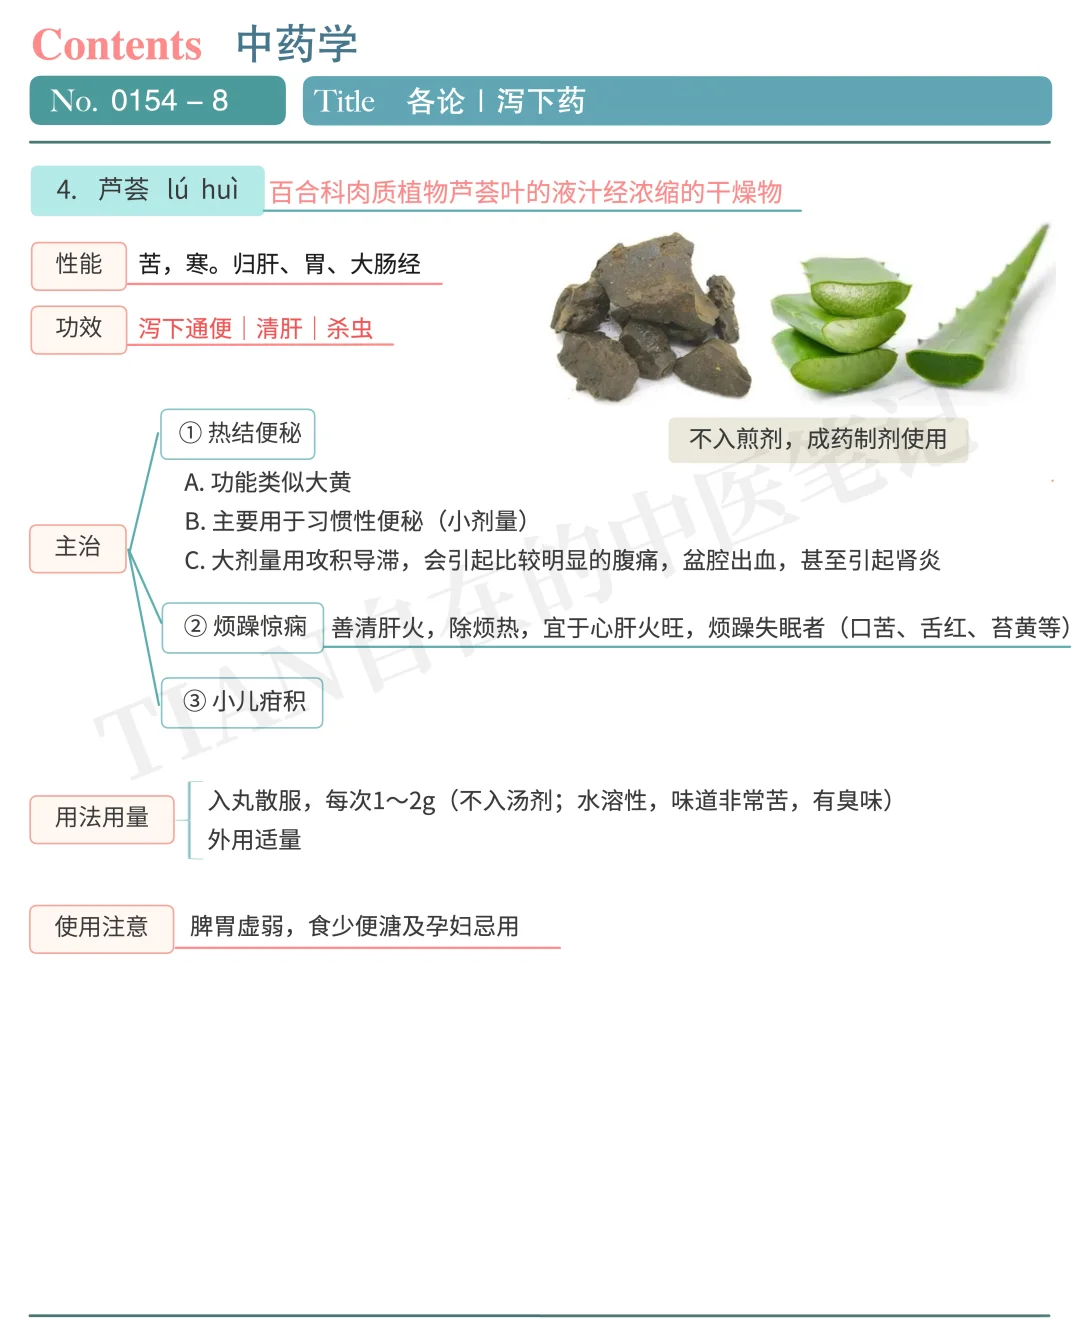 Contents 中药学
No. 0154 – 8
Title 各论 | 泻下药
4. 芦荟 lú huì 百合科肉质植物芦荟叶的液汁经浓缩的干燥物
性能 苦，寒。归肝、胃、大肠经
功效 泻下通便｜清肝｜杀虫
不入煎剂，成药制剂使用
主治
① 热结便秘
A. 功能类似大黄
B. 主要用于习惯性便秘（小剂量）
C. 大剂量用攻积导滞，会引起比较明显的腹痛，盆腔出血，甚至引起肾炎
② 烦躁惊痫 善清肝火，除烦热，宜于心肝火旺，烦躁失眠者（口苦、舌红、苔黄等）
③ 小儿疳积
用法用量
入丸散服，每次1～2g（不入汤剂；水溶性，味道非常苦，有臭味）
外用适量
使用注意 脾胃虚弱，食少便溏及孕妇忌用
TIAN自在的中医笔记